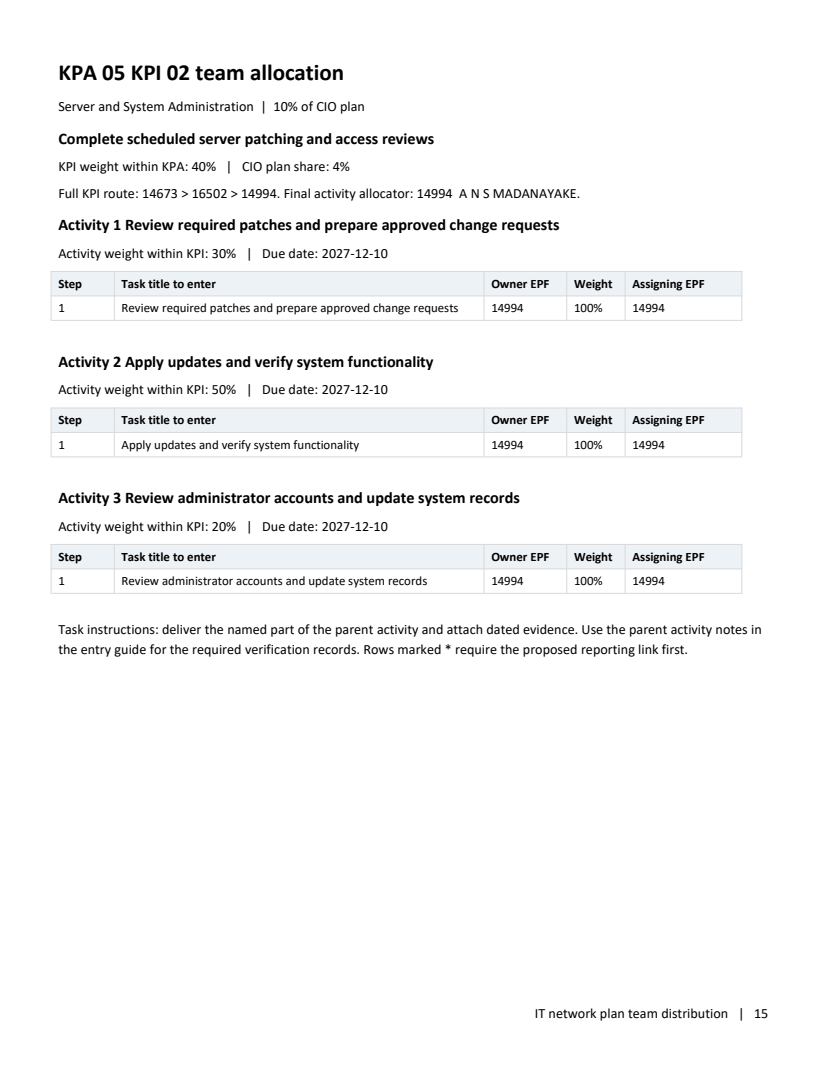 KPA 05 KPI 02 team allocation
Server and System Administration | 10% of CIO plan
Complete scheduled server patching and access reviews
KPI weight within KPA: 40% | CIO plan share: 4%
Full KPI route: 14673 > 16502 > 14994. Final activity allocator: 14994 A N S MADANAYAKE.
Activity 1 Review required patches and prepare approved change requests
Activity weight within KPI: 30% | Due date: 2027-12-10
Step Task title to enter Owner EPF Weight Assigning EPF
1 Review required patches and prepare approved change requests 14994 100% 14994
Activity 2 Apply updates and verify system functionality
Activity weight within KPI: 50% | Due date: 2027-12-10
Step Task title to enter Owner EPF Weight Assigning EPF
1 Apply updates and verify system functionality 14994 100% 14994
Activity 3 Review administrator accounts and update system records
Activity weight within KPI: 20% | Due date: 2027-12-10
Step Task title to enter Owner EPF Weight Assigning EPF
1 Review administrator accounts and update system records 14994 100% 14994
Task instructions: deliver the named part of the parent activity and attach dated evidence. Use the parent activity notes in
the entry guide for the required verification records. Rows marked * require the proposed reporting link first.
IT network plan team distribution | 15